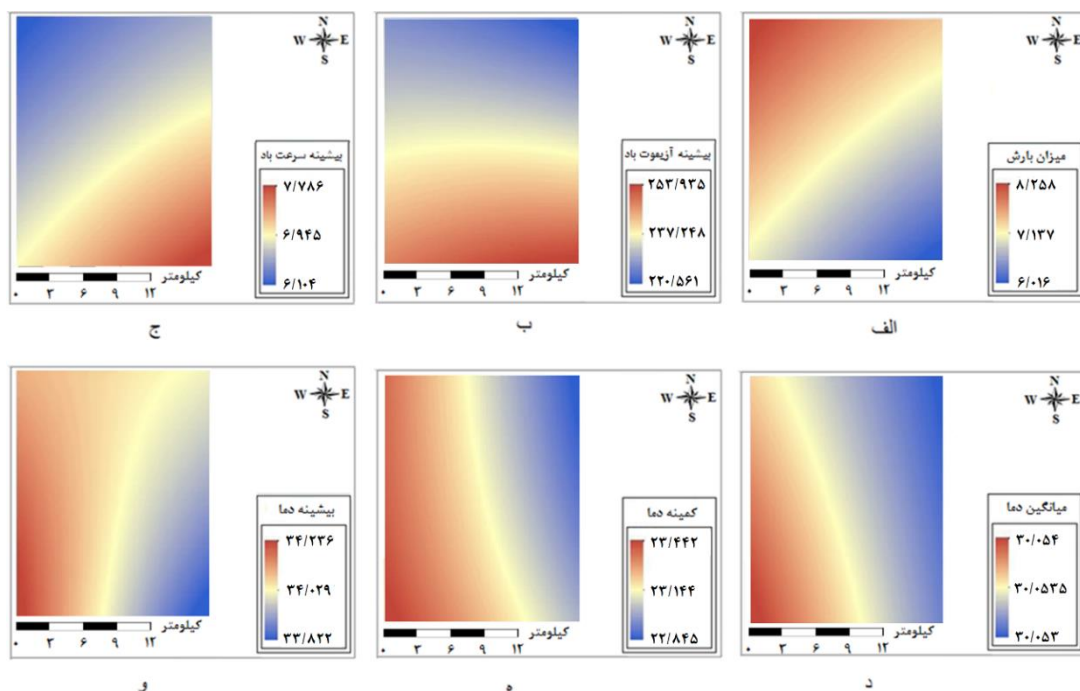 N
W E
S
میزان بارش
۸/۲۵۸
۷/۱۳۷
۶/۰۱۶
کیلومتر
۰ ۳ ۶ ۹ ۱۲
الف
N
W E
S
بیشینه آزیموت باد
۲۵۳/۹۳۵
۲۳۷/۲۴۸
۲۲۰/۵۶۱
کیلومتر
۰ ۳ ۶ ۹ ۱۲
ب
N
W E
S
بیشینه سرعت باد
۷/۷۸۶
۶/۹۴۵
۶/۱۰۴
کیلومتر
۰ ۳ ۶ ۹ ۱۲
ج
N
W E
S
میانگین دما
۳۰/۰۵۴
۳۰/۰۵۳۵
۳۰/۰۵۳
کیلومتر
۰ ۳ ۶ ۹ ۱۲
د
N
W E
S
کمینه دما
۲۳/۴۴۲
۲۳/۱۴۴
۲۲/۸۴۵
کیلومتر
۰ ۳ ۶ ۹ ۱۲
ه
N
W E
S
بیشینه دما
۳۴/۲۳۶
۳۴/۰۲۹
۳۳/۸۲۲
کیلومتر
۰ ۳ ۶ ۹ ۱۲
و